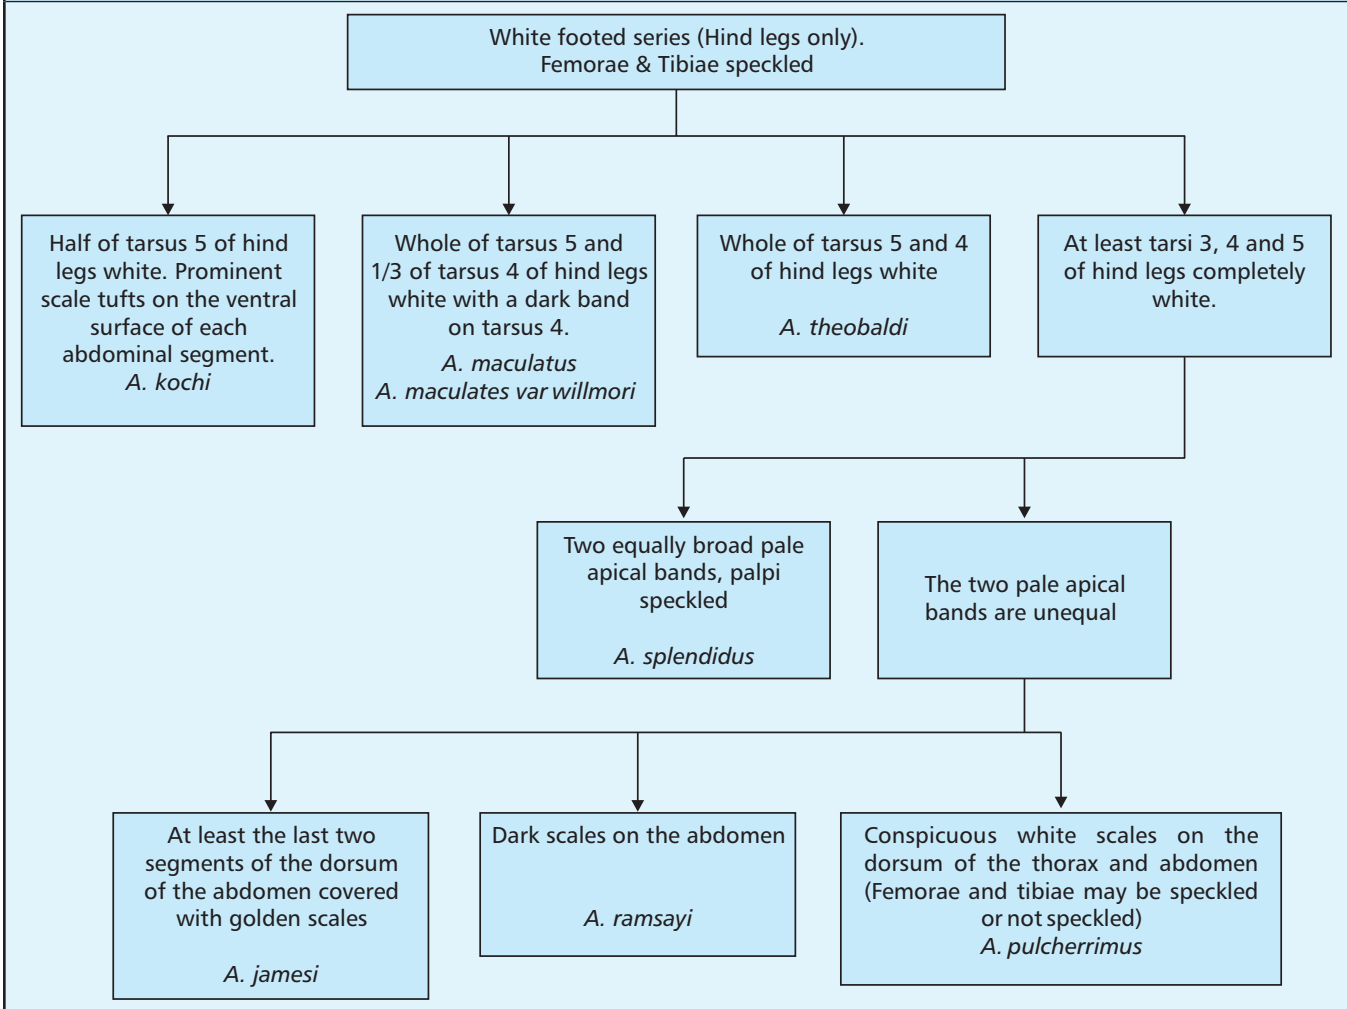 White footed series (Hind legs only).
Femorae & Tibiae speckled
Half of tarsus 5 of hind
legs white. Prominent
scale tufts on the ventral
surface of each
abdominal segment.
A. kochi
Whole of tarsus 5 and
1/3 of tarsus 4 of hind legs
white with a dark band
on tarsus 4.
A. maculatus
A. maculates var willmori
Whole of tarsus 5 and 4
of hind legs white
A. theobaldi
At least tarsi 3, 4 and 5
of hind legs completely
white.
Two equally broad pale
apical bands, palpi
speckled
A. splendidus
The two pale apical
bands are unequal
At least the last two
segments of the dorsum
of the abdomen covered
with golden scales
A. jamesi
Dark scales on the abdomen
A. ramsayi
Conspicuous white scales on the
dorsum of the thorax and abdomen
(Femorae and tibiae may be speckled
or not speckled)
A. pulcherrimus